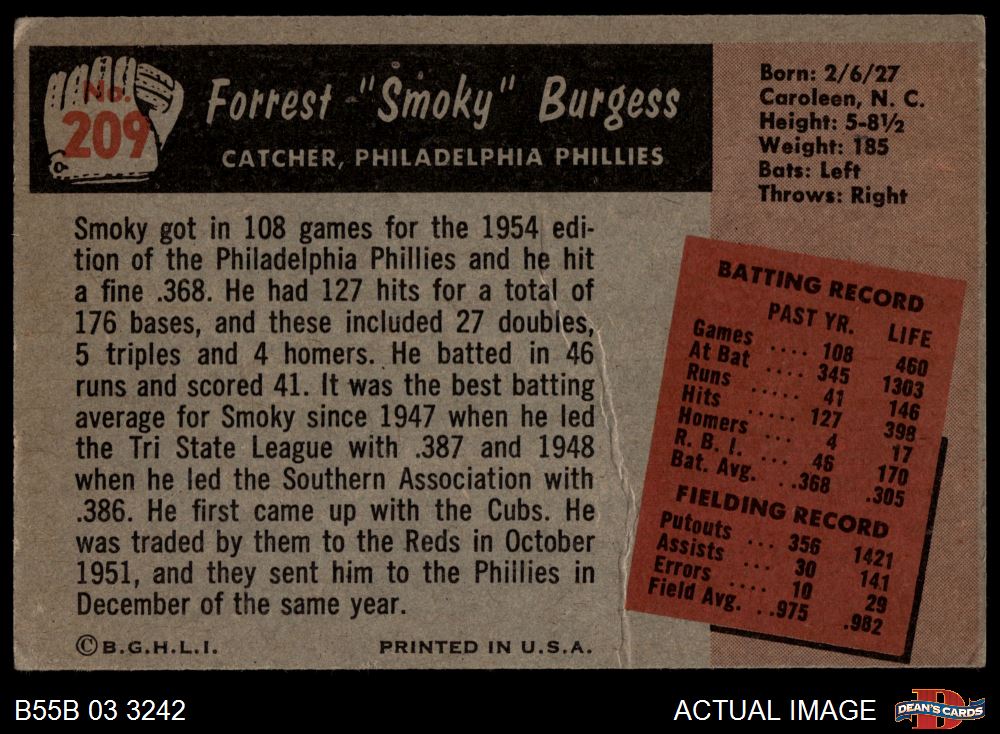 No.
209
Forrest "Smoky" Burgess
CATCHER, PHILADELPHIA PHILLIES
Born: 2/6/27
Caroleen, N. C.
Height: 5-8½
Weight: 185
Bats: Left
Throws: Right
Smoky got in 108 games for the 1954 edi-
tion of the Philadelphia Phillies and he hit
a fine .368. He had 127 hits for a total of
176 bases, and these included 27 doubles,
5 triples and 4 homers. He batted in 46
runs and scored 41. It was the best batting
average for Smoky since 1947 when he led
the Tri State League with .387 and 1948
when he led the Southern Association with
.386. He first came up with the Cubs. He
was traded by them to the Reds in October
1951, and they sent him to the Phillies in
December of the same year.
BATTING RECORD
PAST YR. LIFE
Games .... 108 460
At Bat .... 345 1303
Runs .... 41 146
Hits ..... 127 398
Homers ... 4 17
R. B. I. ... 46 170
Bat. Avg. ..368 .305
FIELDING RECORD
Putouts ... 356 1421
Assists ... 30 141
Errors .... 10 29
Field Avg. ..975 .982
©B.G.H.L.I. PRINTED IN U.S.A.
B55B 03 3242 ACTUAL IMAGE
DEAN'S CARDS